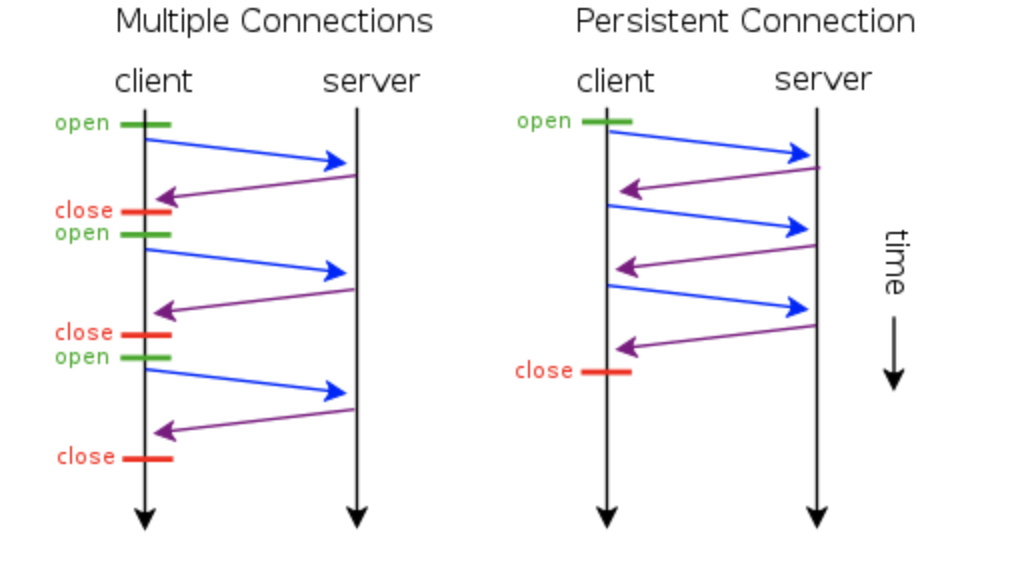 Multiple Connections
client server
open
close
open
close
open
close
Persistent Connection
client server
open
close
time